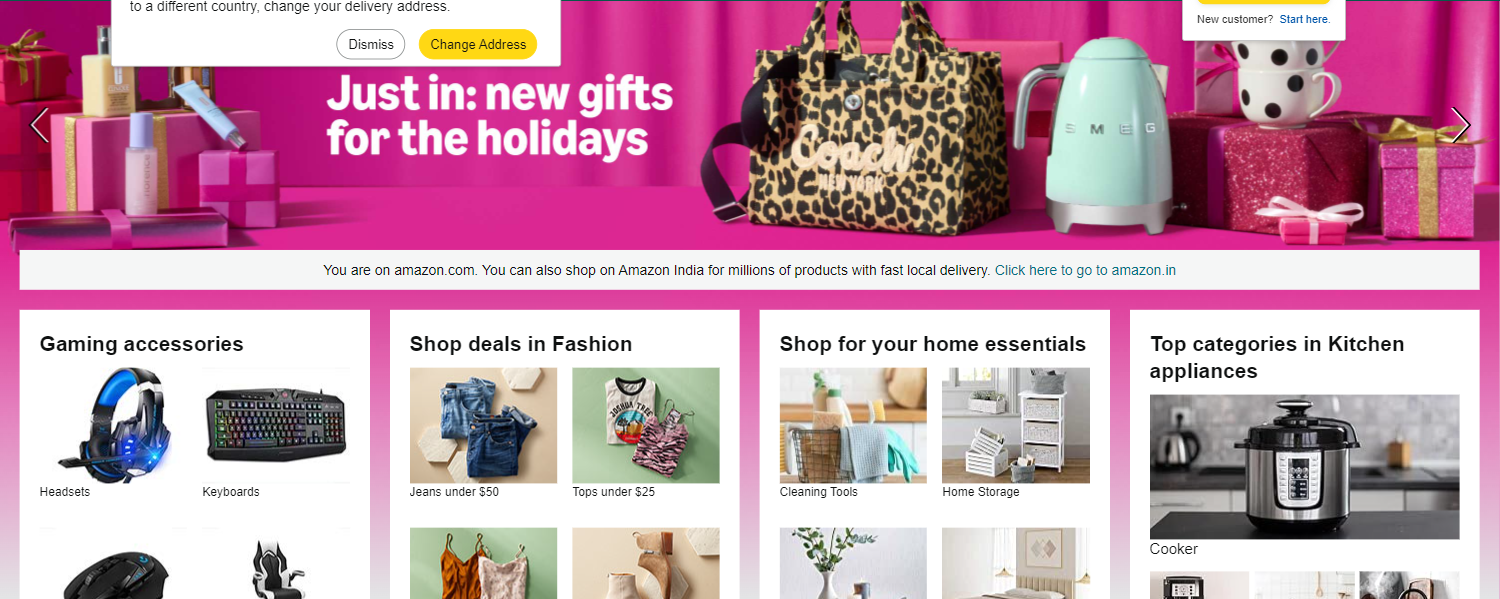 to a different country, change your delivery address.
Dismiss
Change Address
New customer? Start here.
Just in: new gifts
for the holidays
Coach
NEW YORK
SMEG
You are on amazon.com. You can also shop on Amazon India for millions of products with fast local delivery. Click here to go to amazon.in
Gaming accessories
Headsets
Keyboards
Shop deals in Fashion
JOSHUA TREE
Jeans under $50
Tops under $25
Shop for your home essentials
Cleaning Tools
Home Storage
Top categories in Kitchen
appliances
Cooker